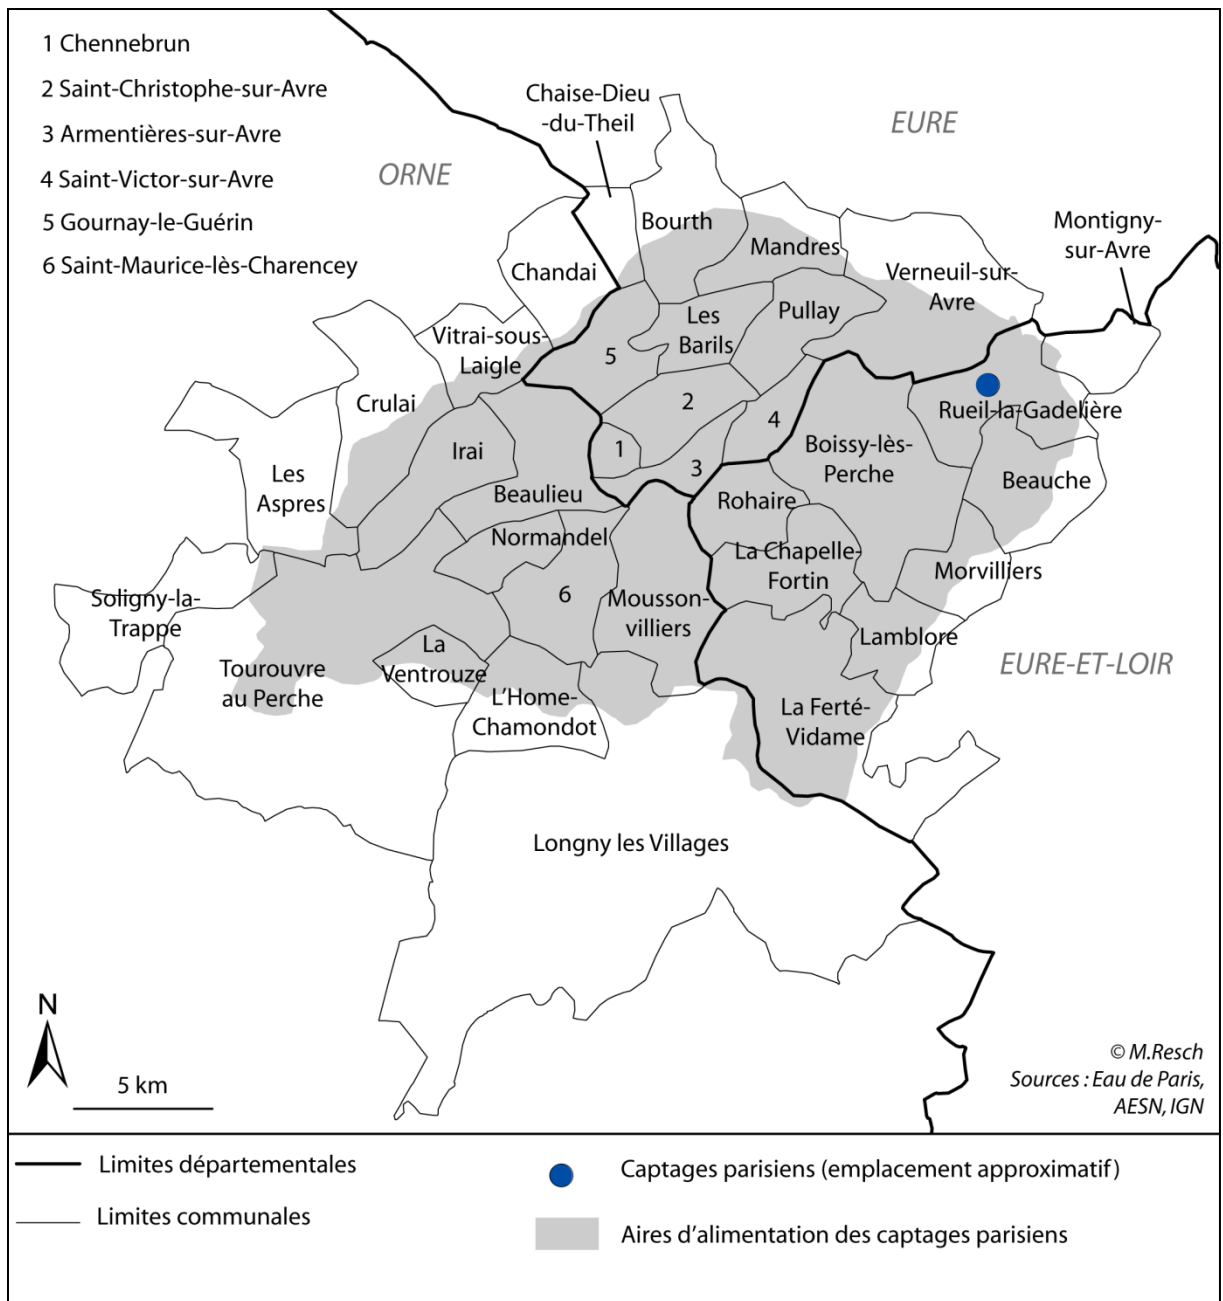 1 Chennebrun
2 Saint-Christophe-sur-Avre
3 Armentières-sur-Avre
4 Saint-Victor-sur-Avre
5 Gournay-le-Guérin
6 Saint-Maurice-lès-Charencey
Chaise-Dieu
-du-Theil
EURE
ORNE
Bourth
Montigny-
sur-Avre
Mandres
Chandai
Verneuil-sur-
Avre
Les
Barils
Pullay
Vitrai-sous-
Laigle
5
Crulai
2
4
Rueil-la-Gadelière
Boissy-lès-
Perche
1
Irai
3
Les
Aspres
Beaulieu
Beauche
Rohaire
Normandel
La Chapelle-
Fortin
Morvilliers
6
Soligny-la-
Trappe
Mousson-
villiers
Lamblore
La
Ventrouze
EURE-ET-LOIR
Tourouvre
au Perche
L'Home-
Chamondot
La Ferté-
Vidame
Longny les Villages
N
5 km
© M.Resch
Sources : Eau de Paris,
AESN, IGN
Limites départementales
Captages parisiens (emplacement approximatif)
Limites communales
Aires d'alimentation des captages parisiens